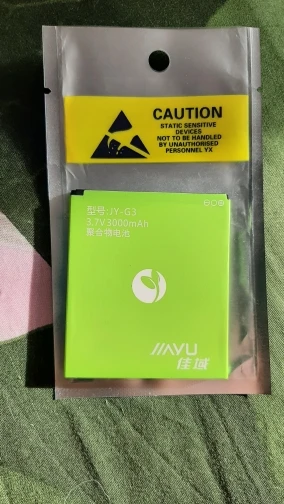 CAUTION
STATIC SENSITIVE
DEVICES
NOT TO BE HANDLED
BY UNAUTHORISED
PERSONNEL YX
型号:JY-G3
3.7V 3000mAh
聚合物电池
JIAYU
佳域